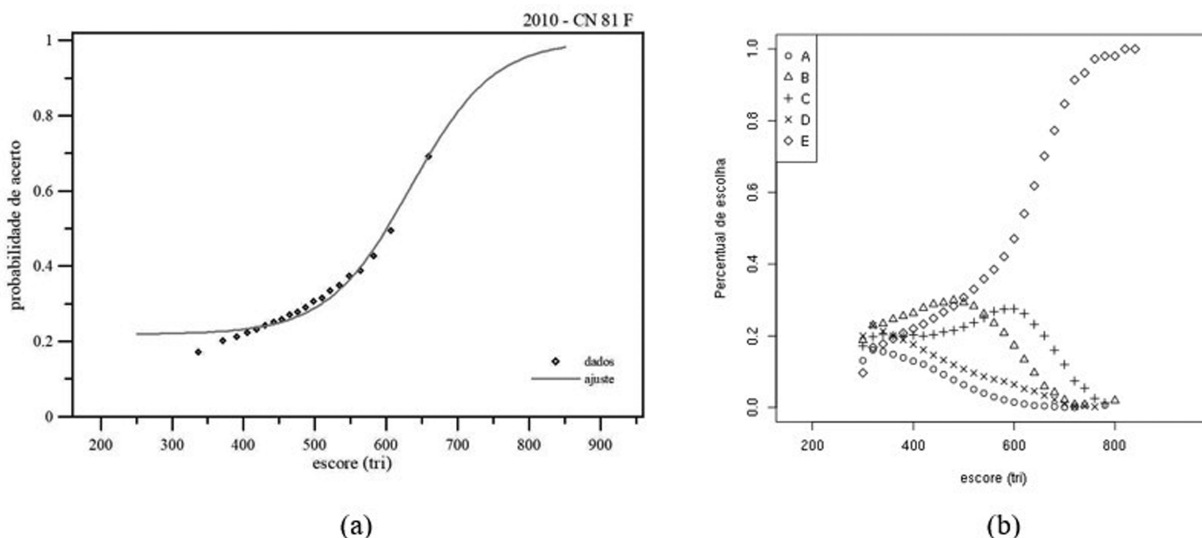 2010 - CN 81 F
probabilidade de acerto
1
0.8
0.6
0.4
0.2
0
200 300 400 500 600 700 800 900
escore (tri)
dados
ajuste
(a)
Percentual de escolha
1.0
0.8
0.6
0.4
0.2
0.0
A
B
C
D
E
200 400 600 800
escore (tri)
(b)